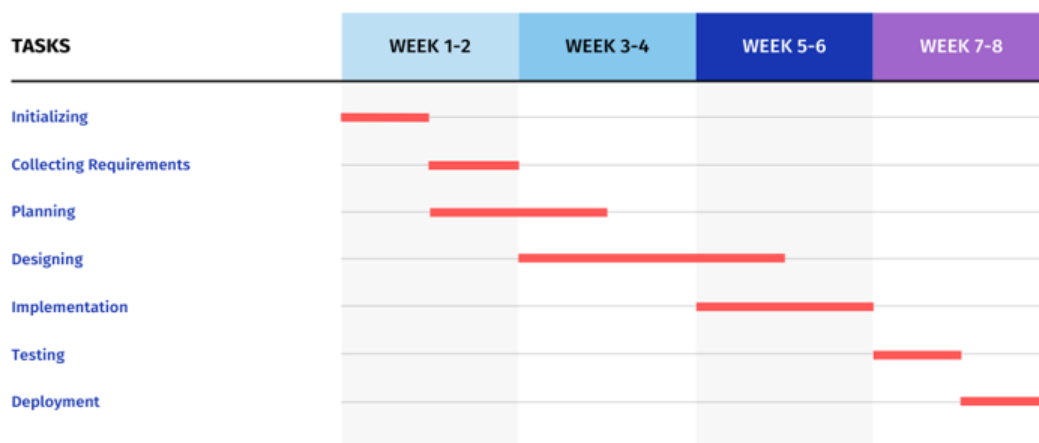 TASKS WEEK 1-2 WEEK 3-4 WEEK 5-6 WEEK 7-8
Initializing
Collecting Requirements
Planning
Designing
Implementation
Testing
Deployment